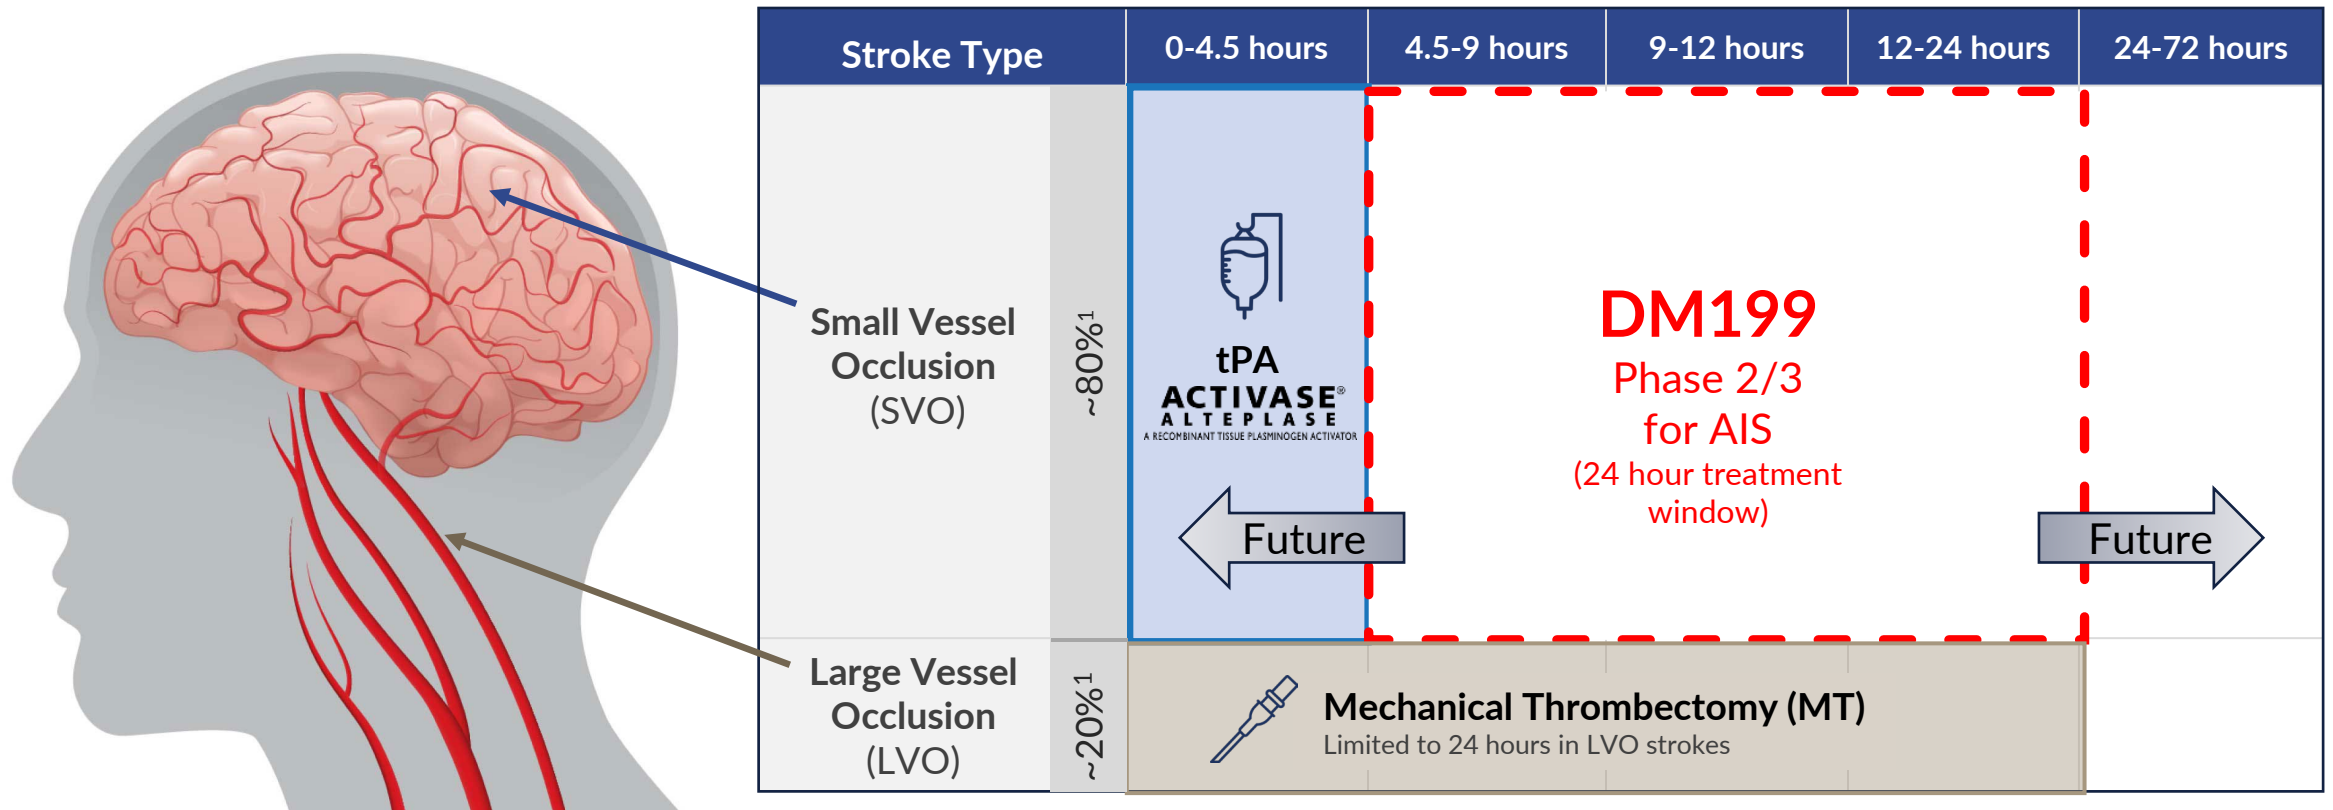 Stroke Type
0-4.5 hours
4.5-9 hours
9-12 hours
12-24 hours
24-72 hours
Small Vessel
Occlusion
(SVO)
~80%¹
tPA
ACTIVASE®
ALTEPLASE
A RECOMBINANT TISSUE PLASMINOGEN ACTIVATOR
Future
DM199
Phase 2/3
for AIS
(24 hour treatment
window)
Future
Large Vessel
Occlusion
(LVO)
~20%¹
Mechanical Thrombectomy (MT)
Limited to 24 hours in LVO strokes